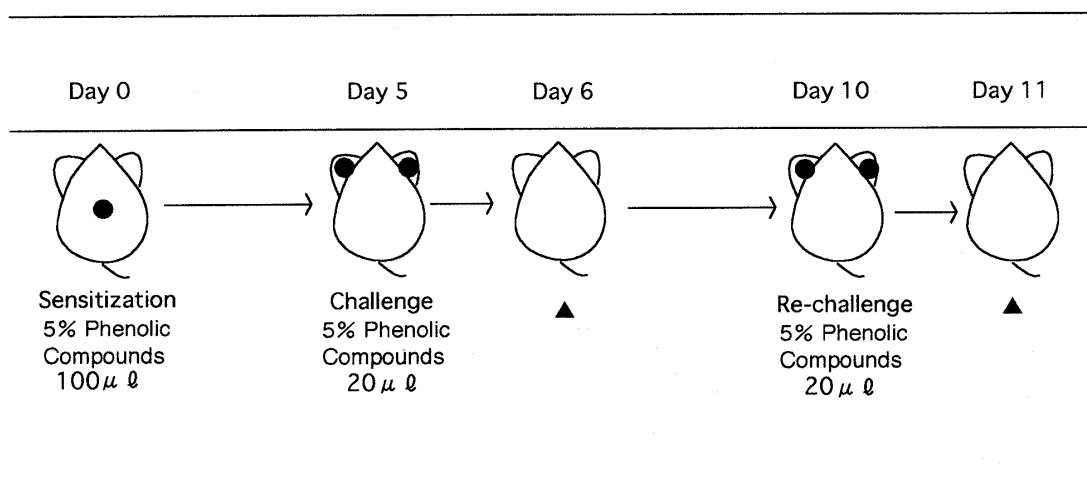 Day 0
Day 5
Day 6
Day 10
Day 11
Sensitization
5% Phenolic
Compounds
100μℓ
Challenge
5% Phenolic
Compounds
20μℓ
Re-challenge
5% Phenolic
Compounds
20μℓ